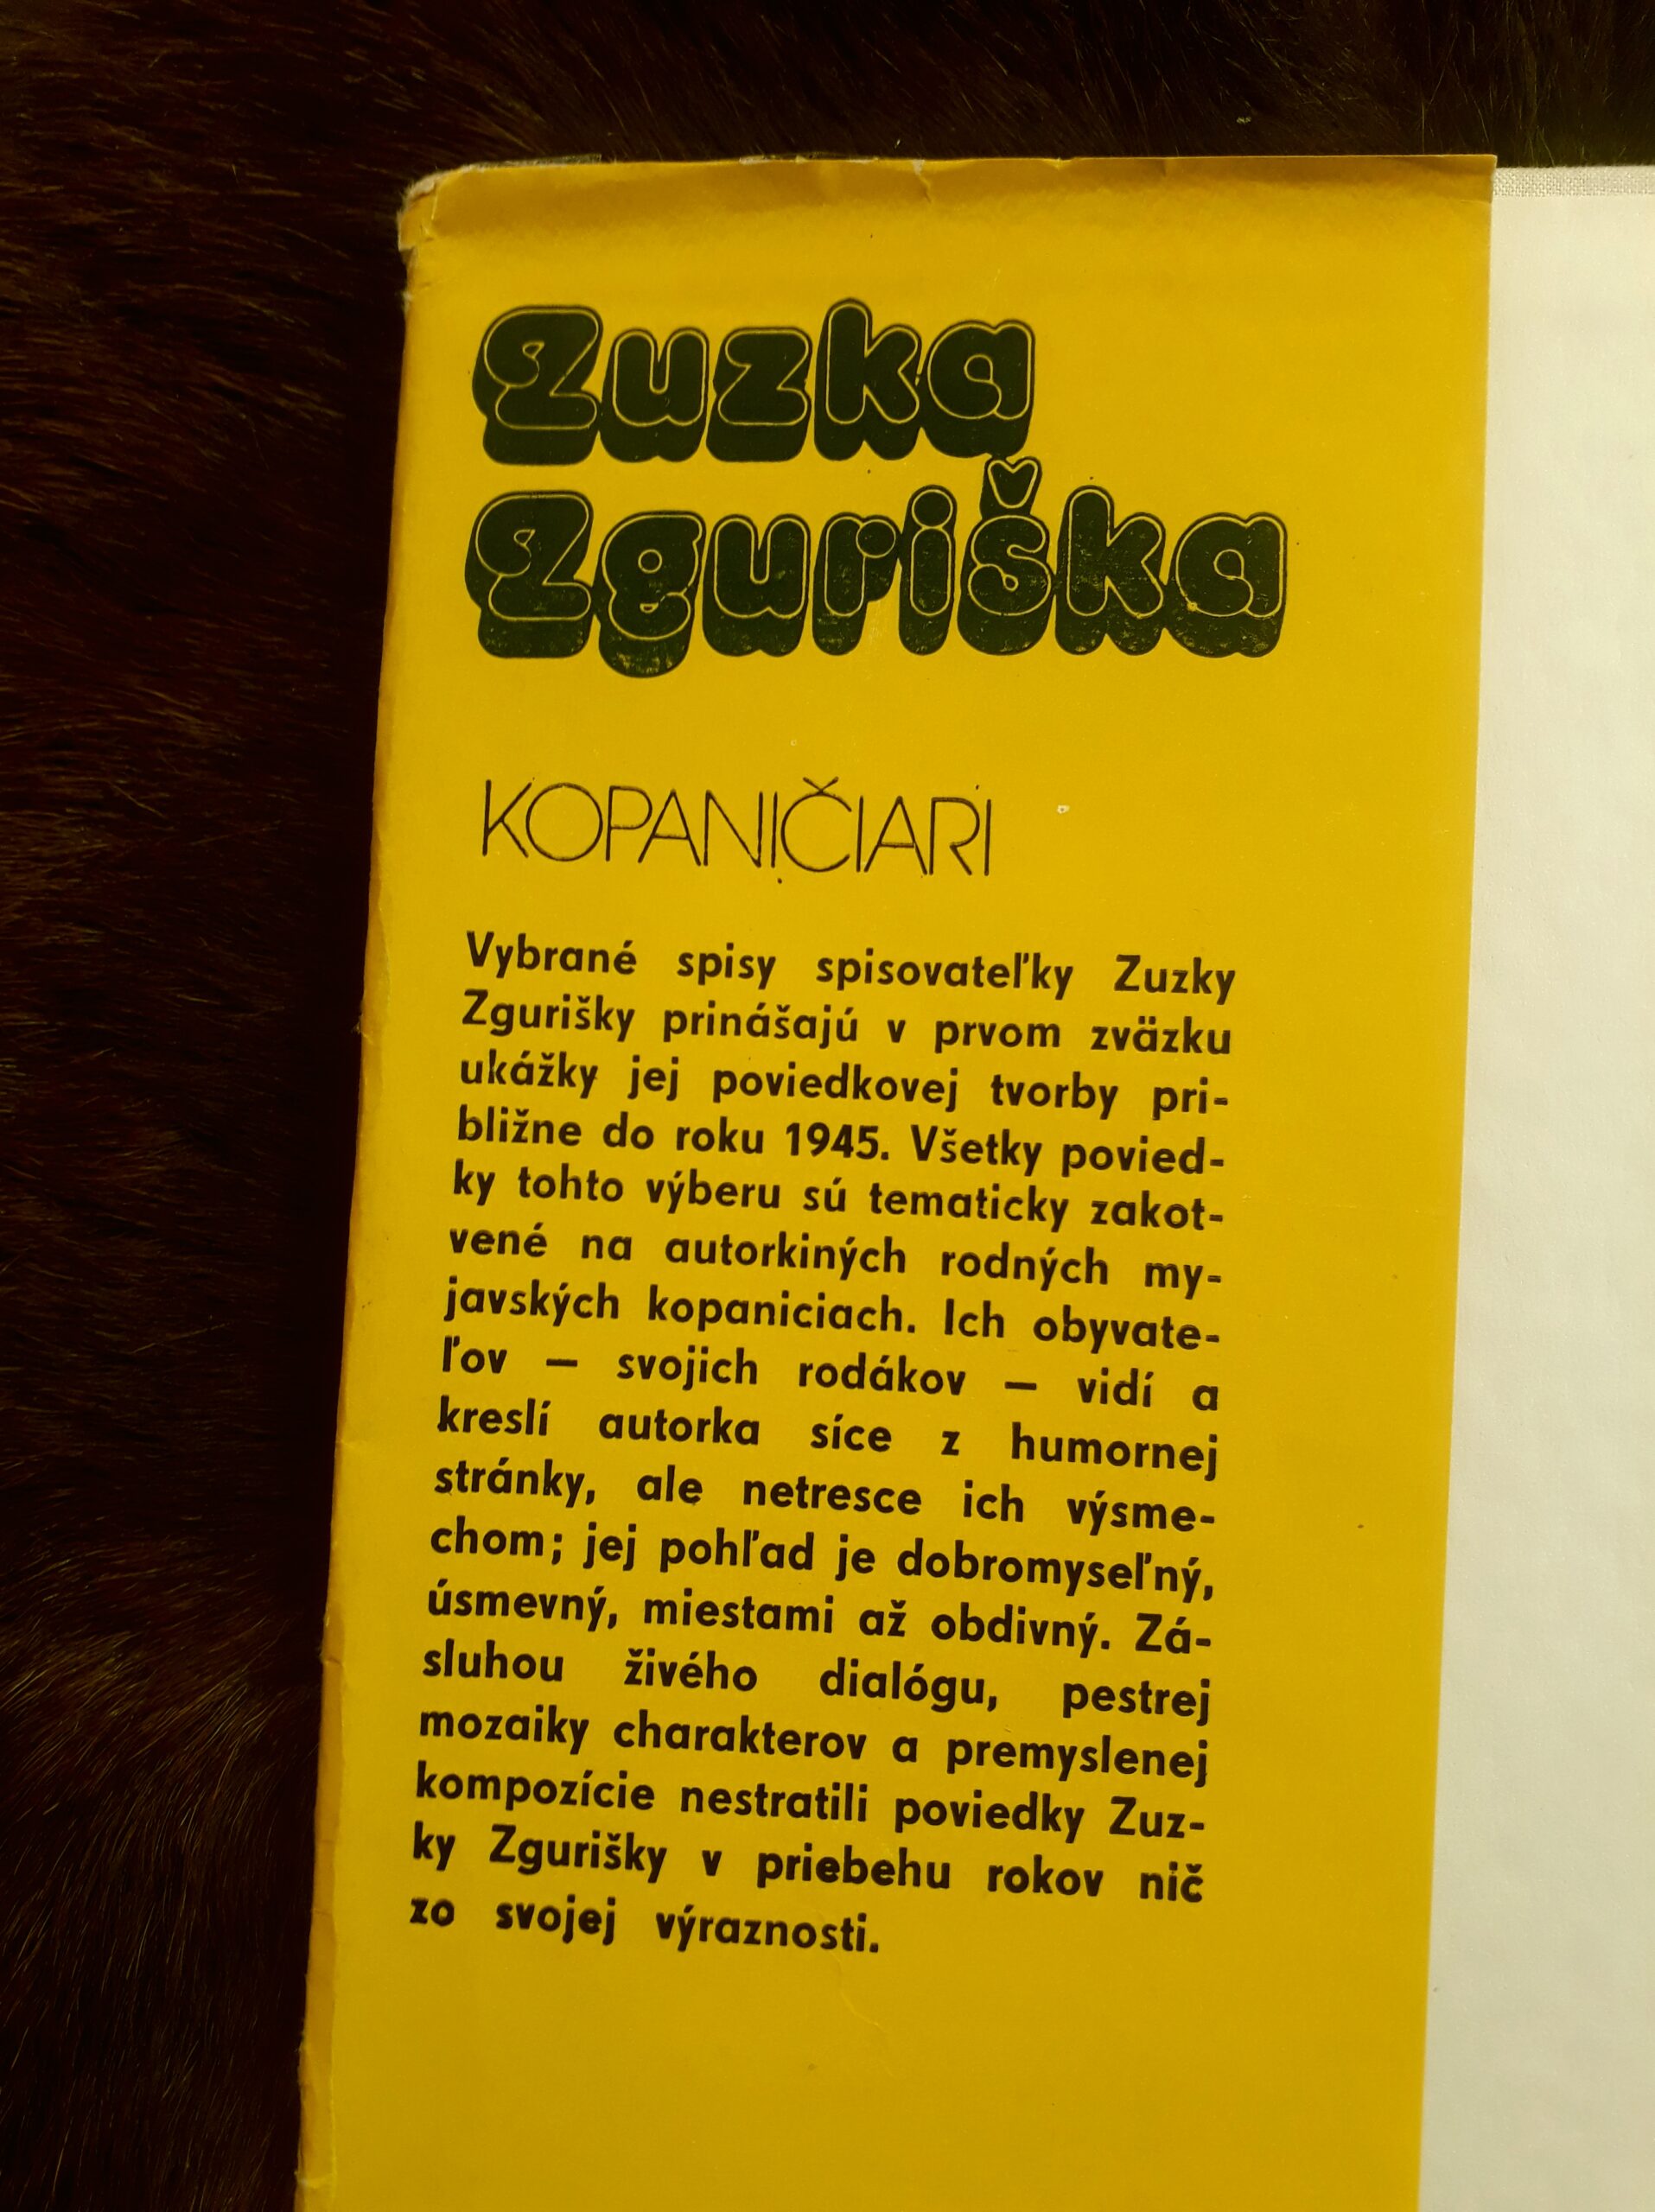 Zuzka
Zguriška
KOPANIČIARI
Vybrané spisy spisovateľky Zuzky
Zgurišky prinášajú v prvom zväzku
ukážky jej poviedkovej tvorby pri-
bližne do roku 1945. Všetky povied-
ky tohto výberu sú tematicky zakot-
vené na autorkiných rodných my-
javských kopaniciach. Ich obyvate-
ľov — svojich rodákov — vidí a
kreslí autorka síce z humornej
stránky, ale netresce ich výsme-
chom; jej pohľad je dobromyseľný,
úsmevný, miestami až obdivný. Zá-
sluhou živého dialógu, pestrej
mozaiky charakterov a premyslenej
kompozície nestratili poviedky Zuz-
ky Zgurišky v priebehu rokov nič
zo svojej výraznosti.